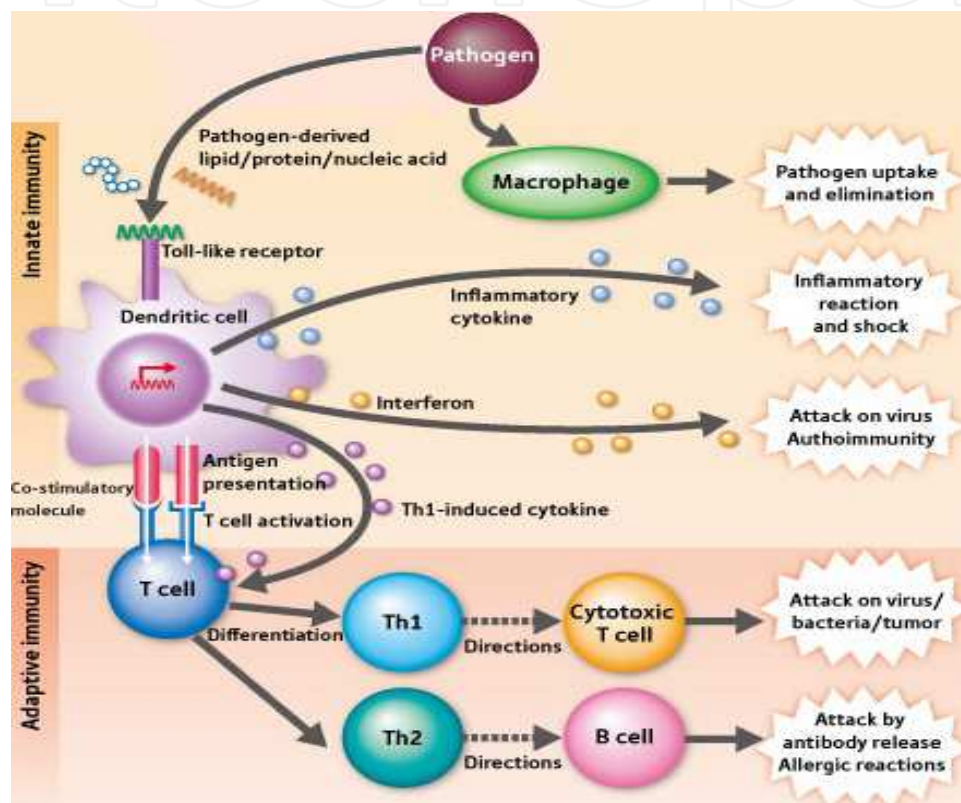 Pathogen
Innate immunity
Pathogen-derived
lipid/protein/nucleic acid
Macrophage
Pathogen uptake
and elimination
Toll-like receptor
Dendritic cell
Inflammatory
cytokine
Inflammatory
reaction
and shock
Interferon
Attack on virus
Authoimmunity
Co-stimulatory
molecule
Antigen
presentation
T cell activation
Th1-induced cytokine
Adaptive immunity
T cell
Differentiation
Th1
Directions
Cytotoxic
T cell
Attack on virus/
bacteria/tumor
Th2
Directions
B cell
Attack by
antibody release
Allergic reactions